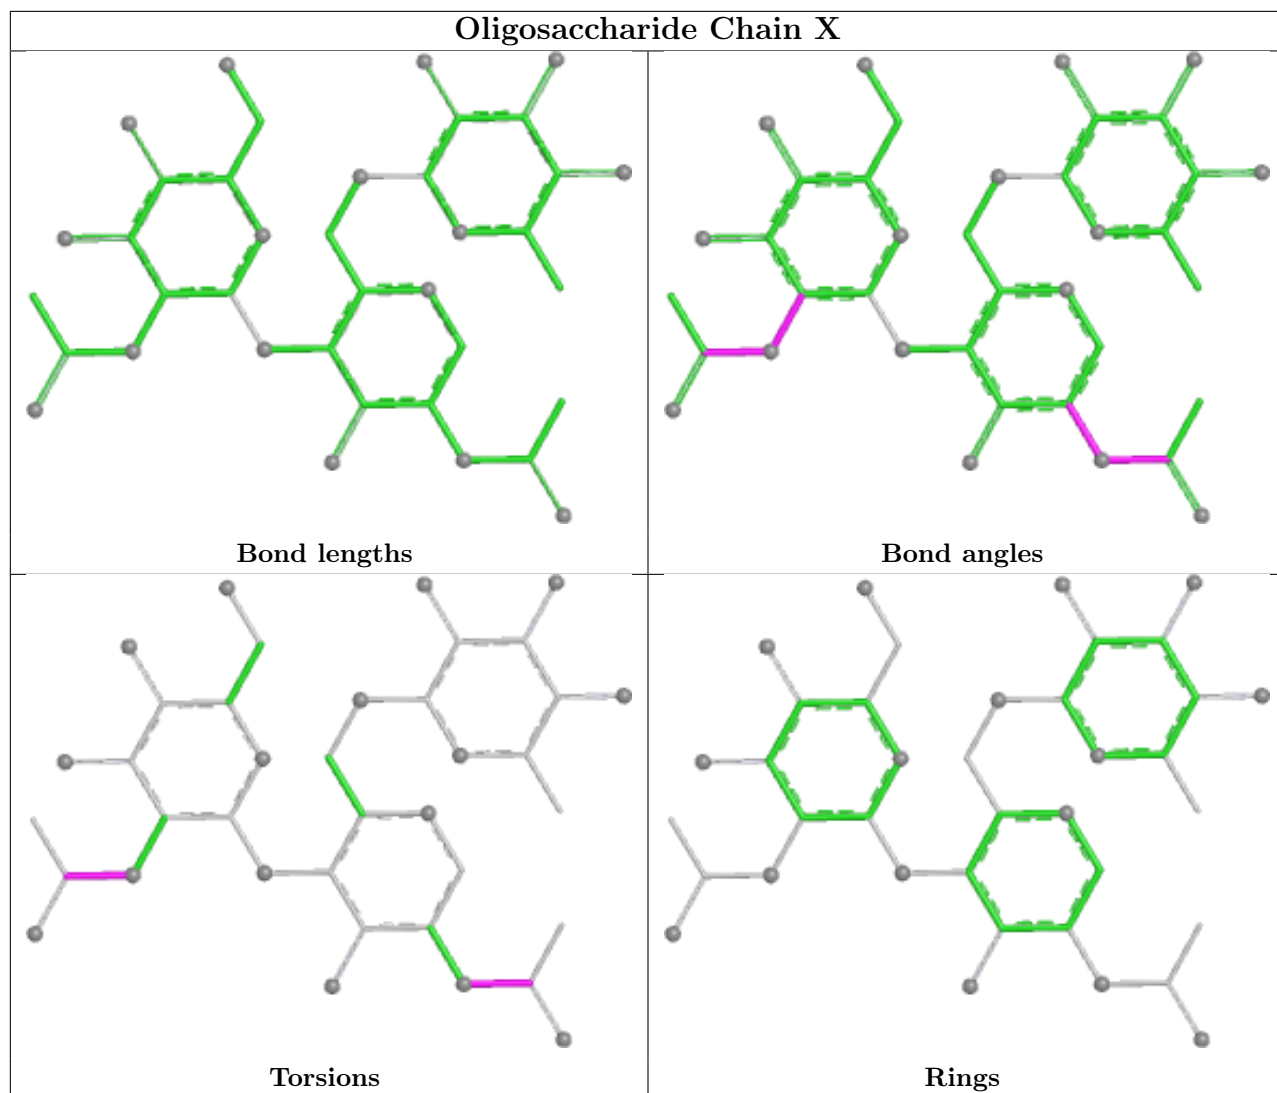 Oligosaccharide Chain X
Bond lengths
Bond angles
Torsions
Rings